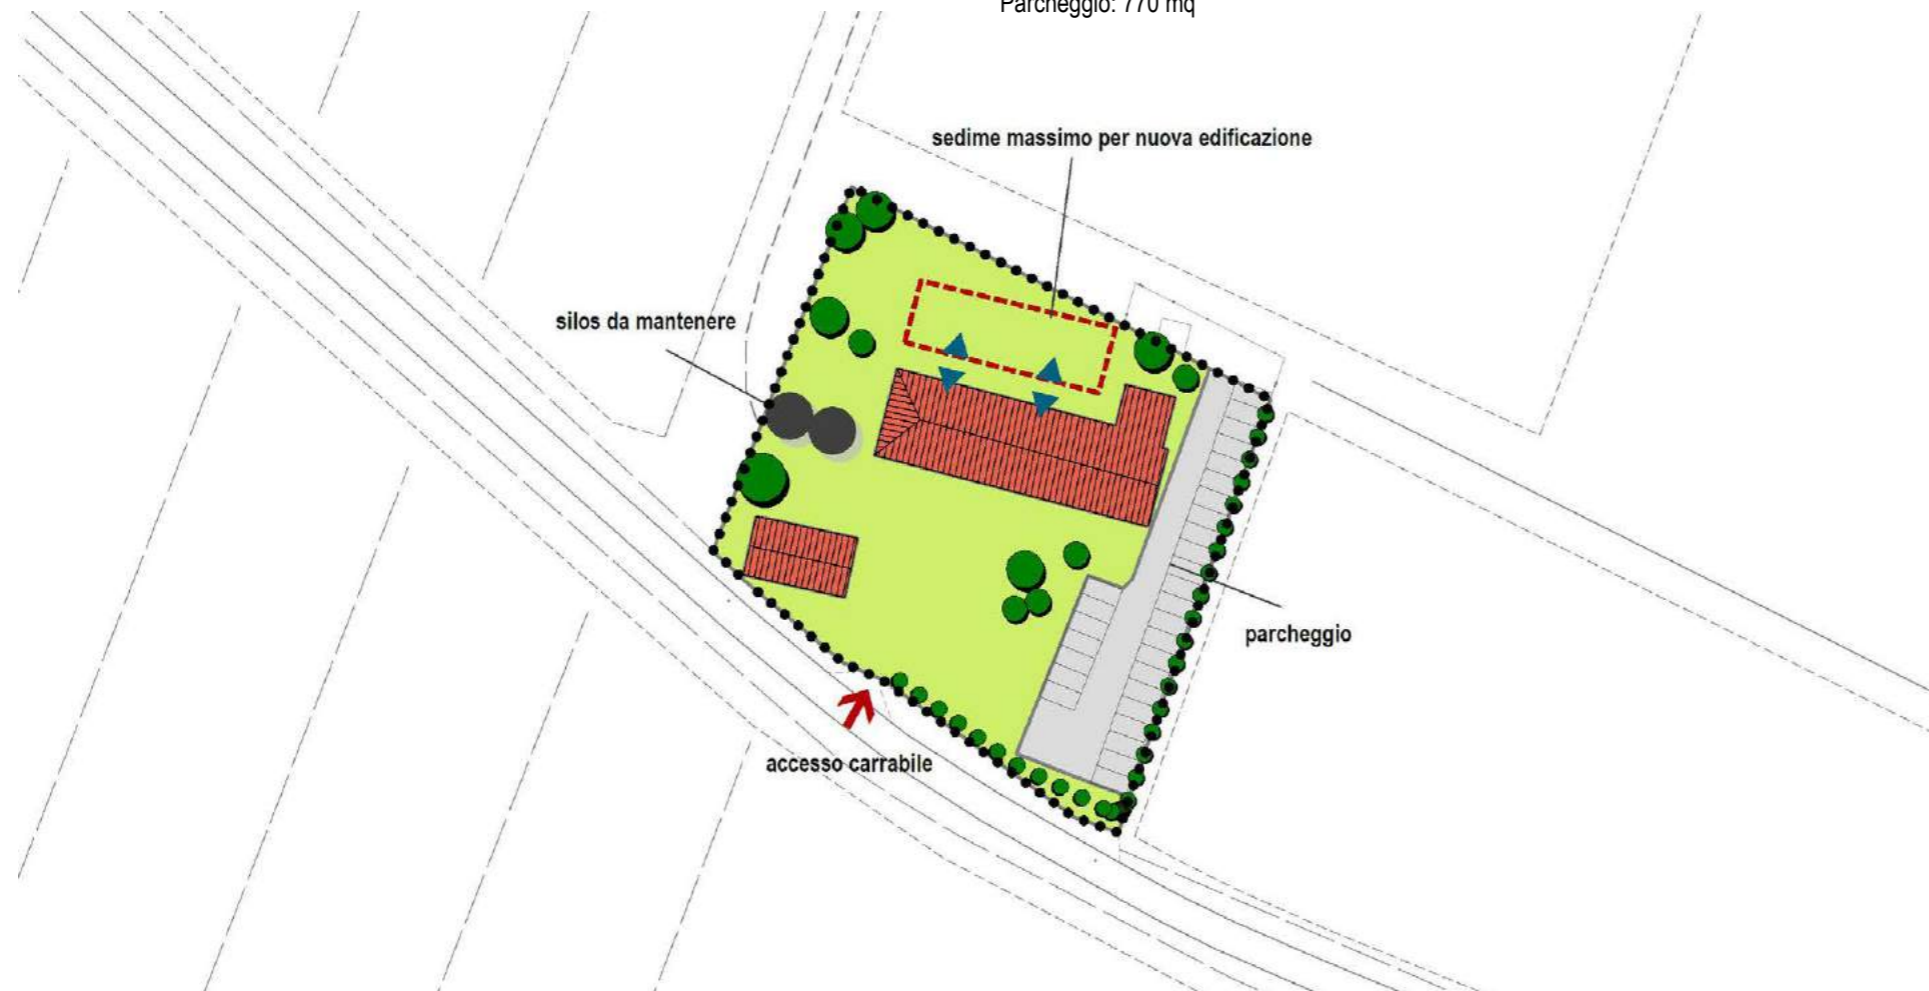 Parcheggio: 770 mq
sedime massimo per nuova edificazione
silos da mantenere
parcheggio
accesso carrabile